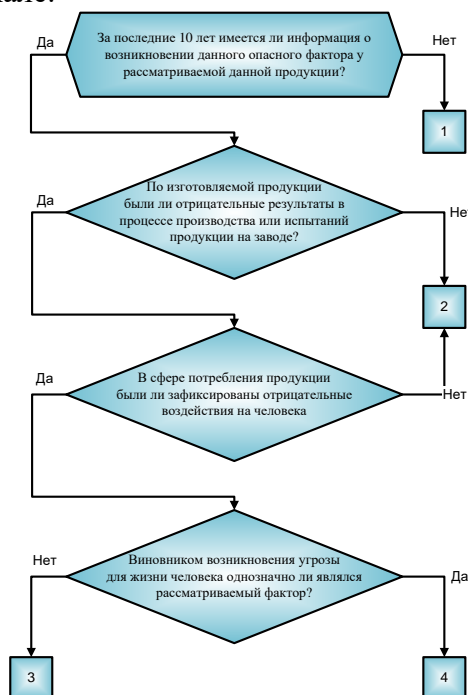 Да
За последние 10 лет имеется ли информация о
возникновении данного опасного фактора у
рассматриваемой данной продукции?
Нет
1
Да
По изготовляемой продукции
были ли отрицательные результаты в
процессе производства или испытаний
продукции на заводе?
Нет
2
Да
В сфере потребления продукции
были ли зафиксированы отрицательные
воздействия на человека
Нет
Нет
Виновником возникновения угрозы
для жизни человека однозначно ли являлся
рассматриваемый фактор?
Да
3
4